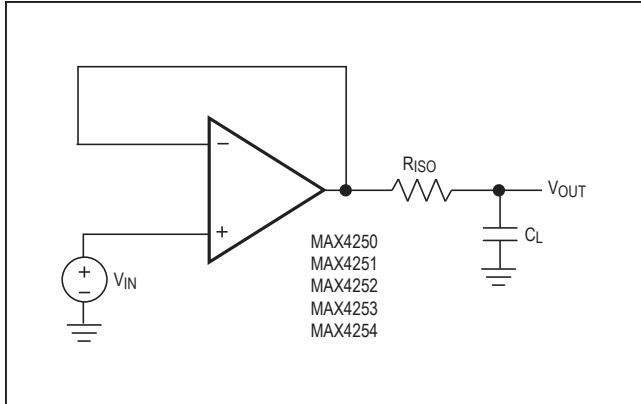 −
+
RISO
VOUT
CL
+
−
VIN
MAX4250
MAX4251
MAX4252
MAX4253
MAX4254